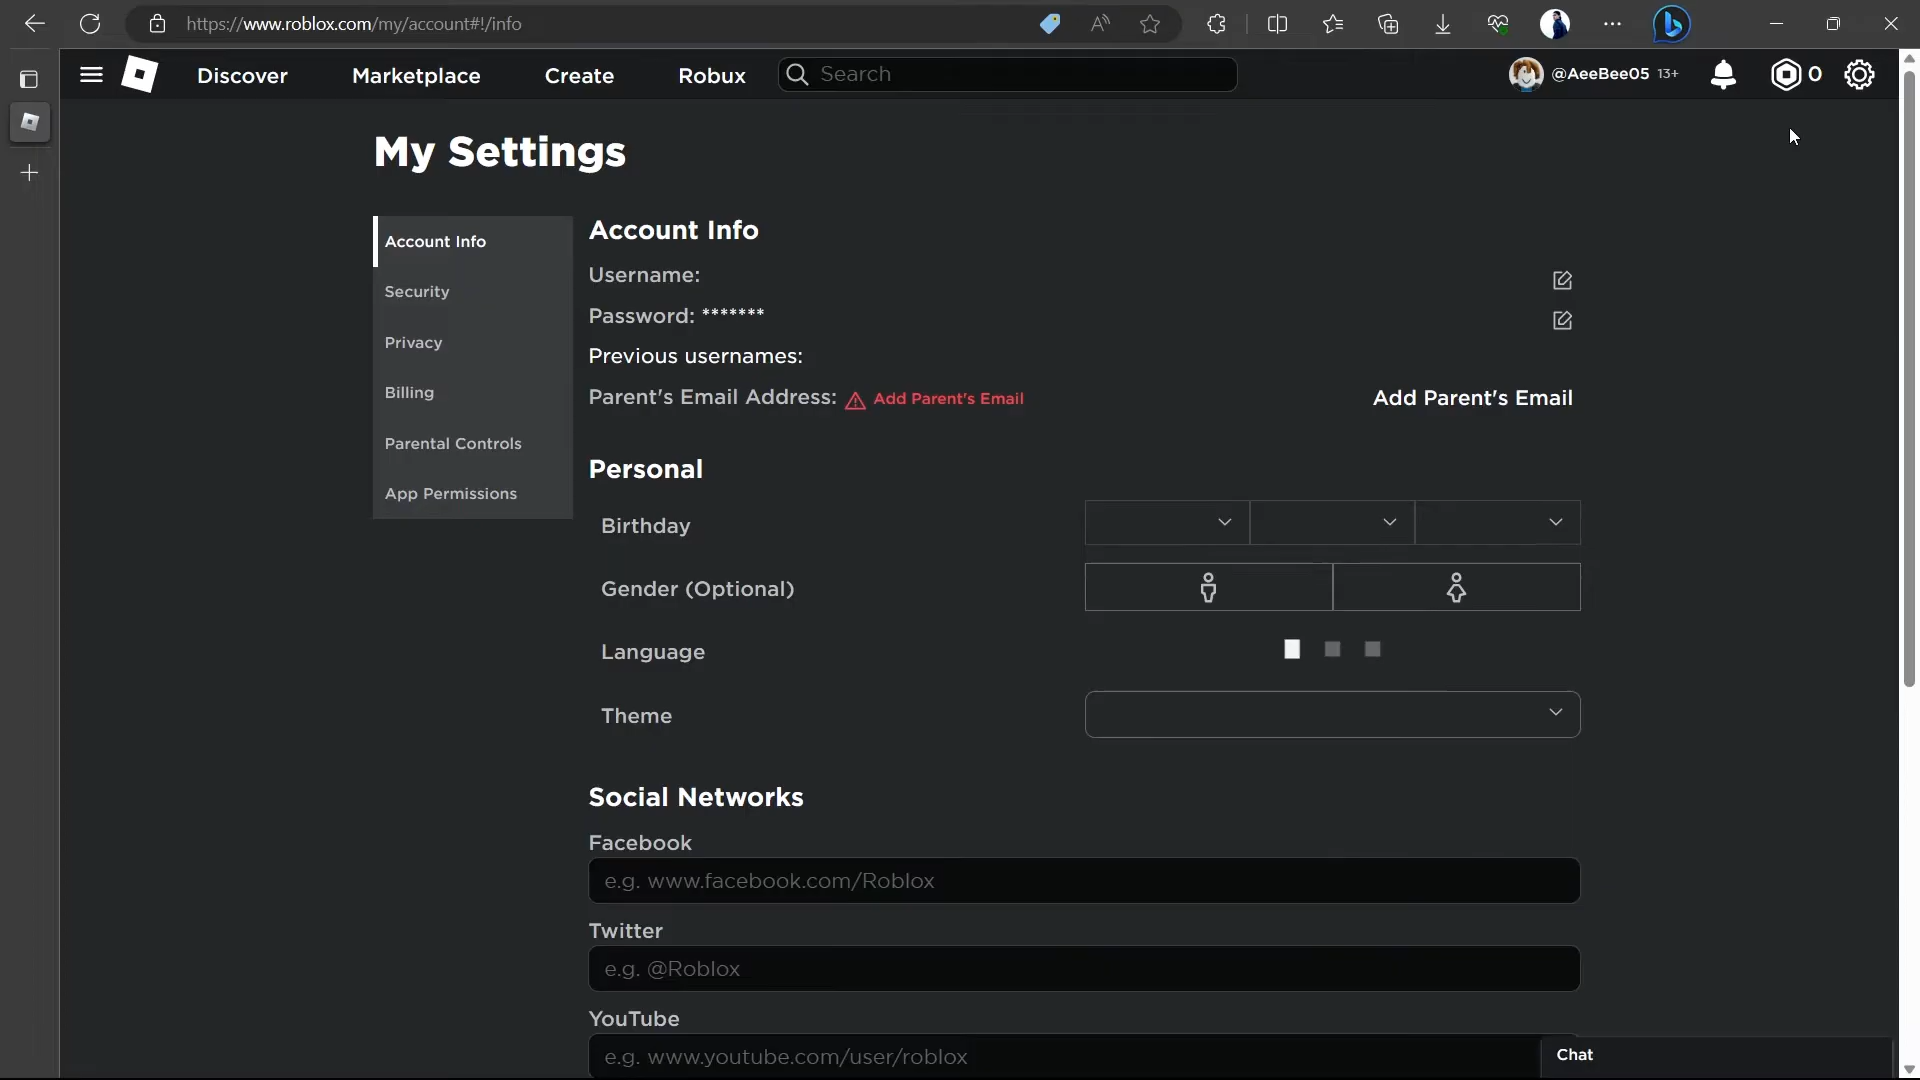 https://www.roblox.com/my/account#!/info
Discover
Marketplace
Create
Robux
Search
@AeeBee05 13+
0
My Settings
Account Info
Security
Privacy
Billing
Parental Controls
App Permissions
Account Info
Username:
Password: *******
Previous usernames:
Parent's Email Address: Add Parent's Email
Add Parent's Email
Personal
Birthday
Gender (Optional)
Language
Theme
Social Networks
Facebook
e.g. www.facebook.com/Roblox
Twitter
e.g. @Roblox
YouTube
e.g. www.youtube.com/user/roblox
Chat